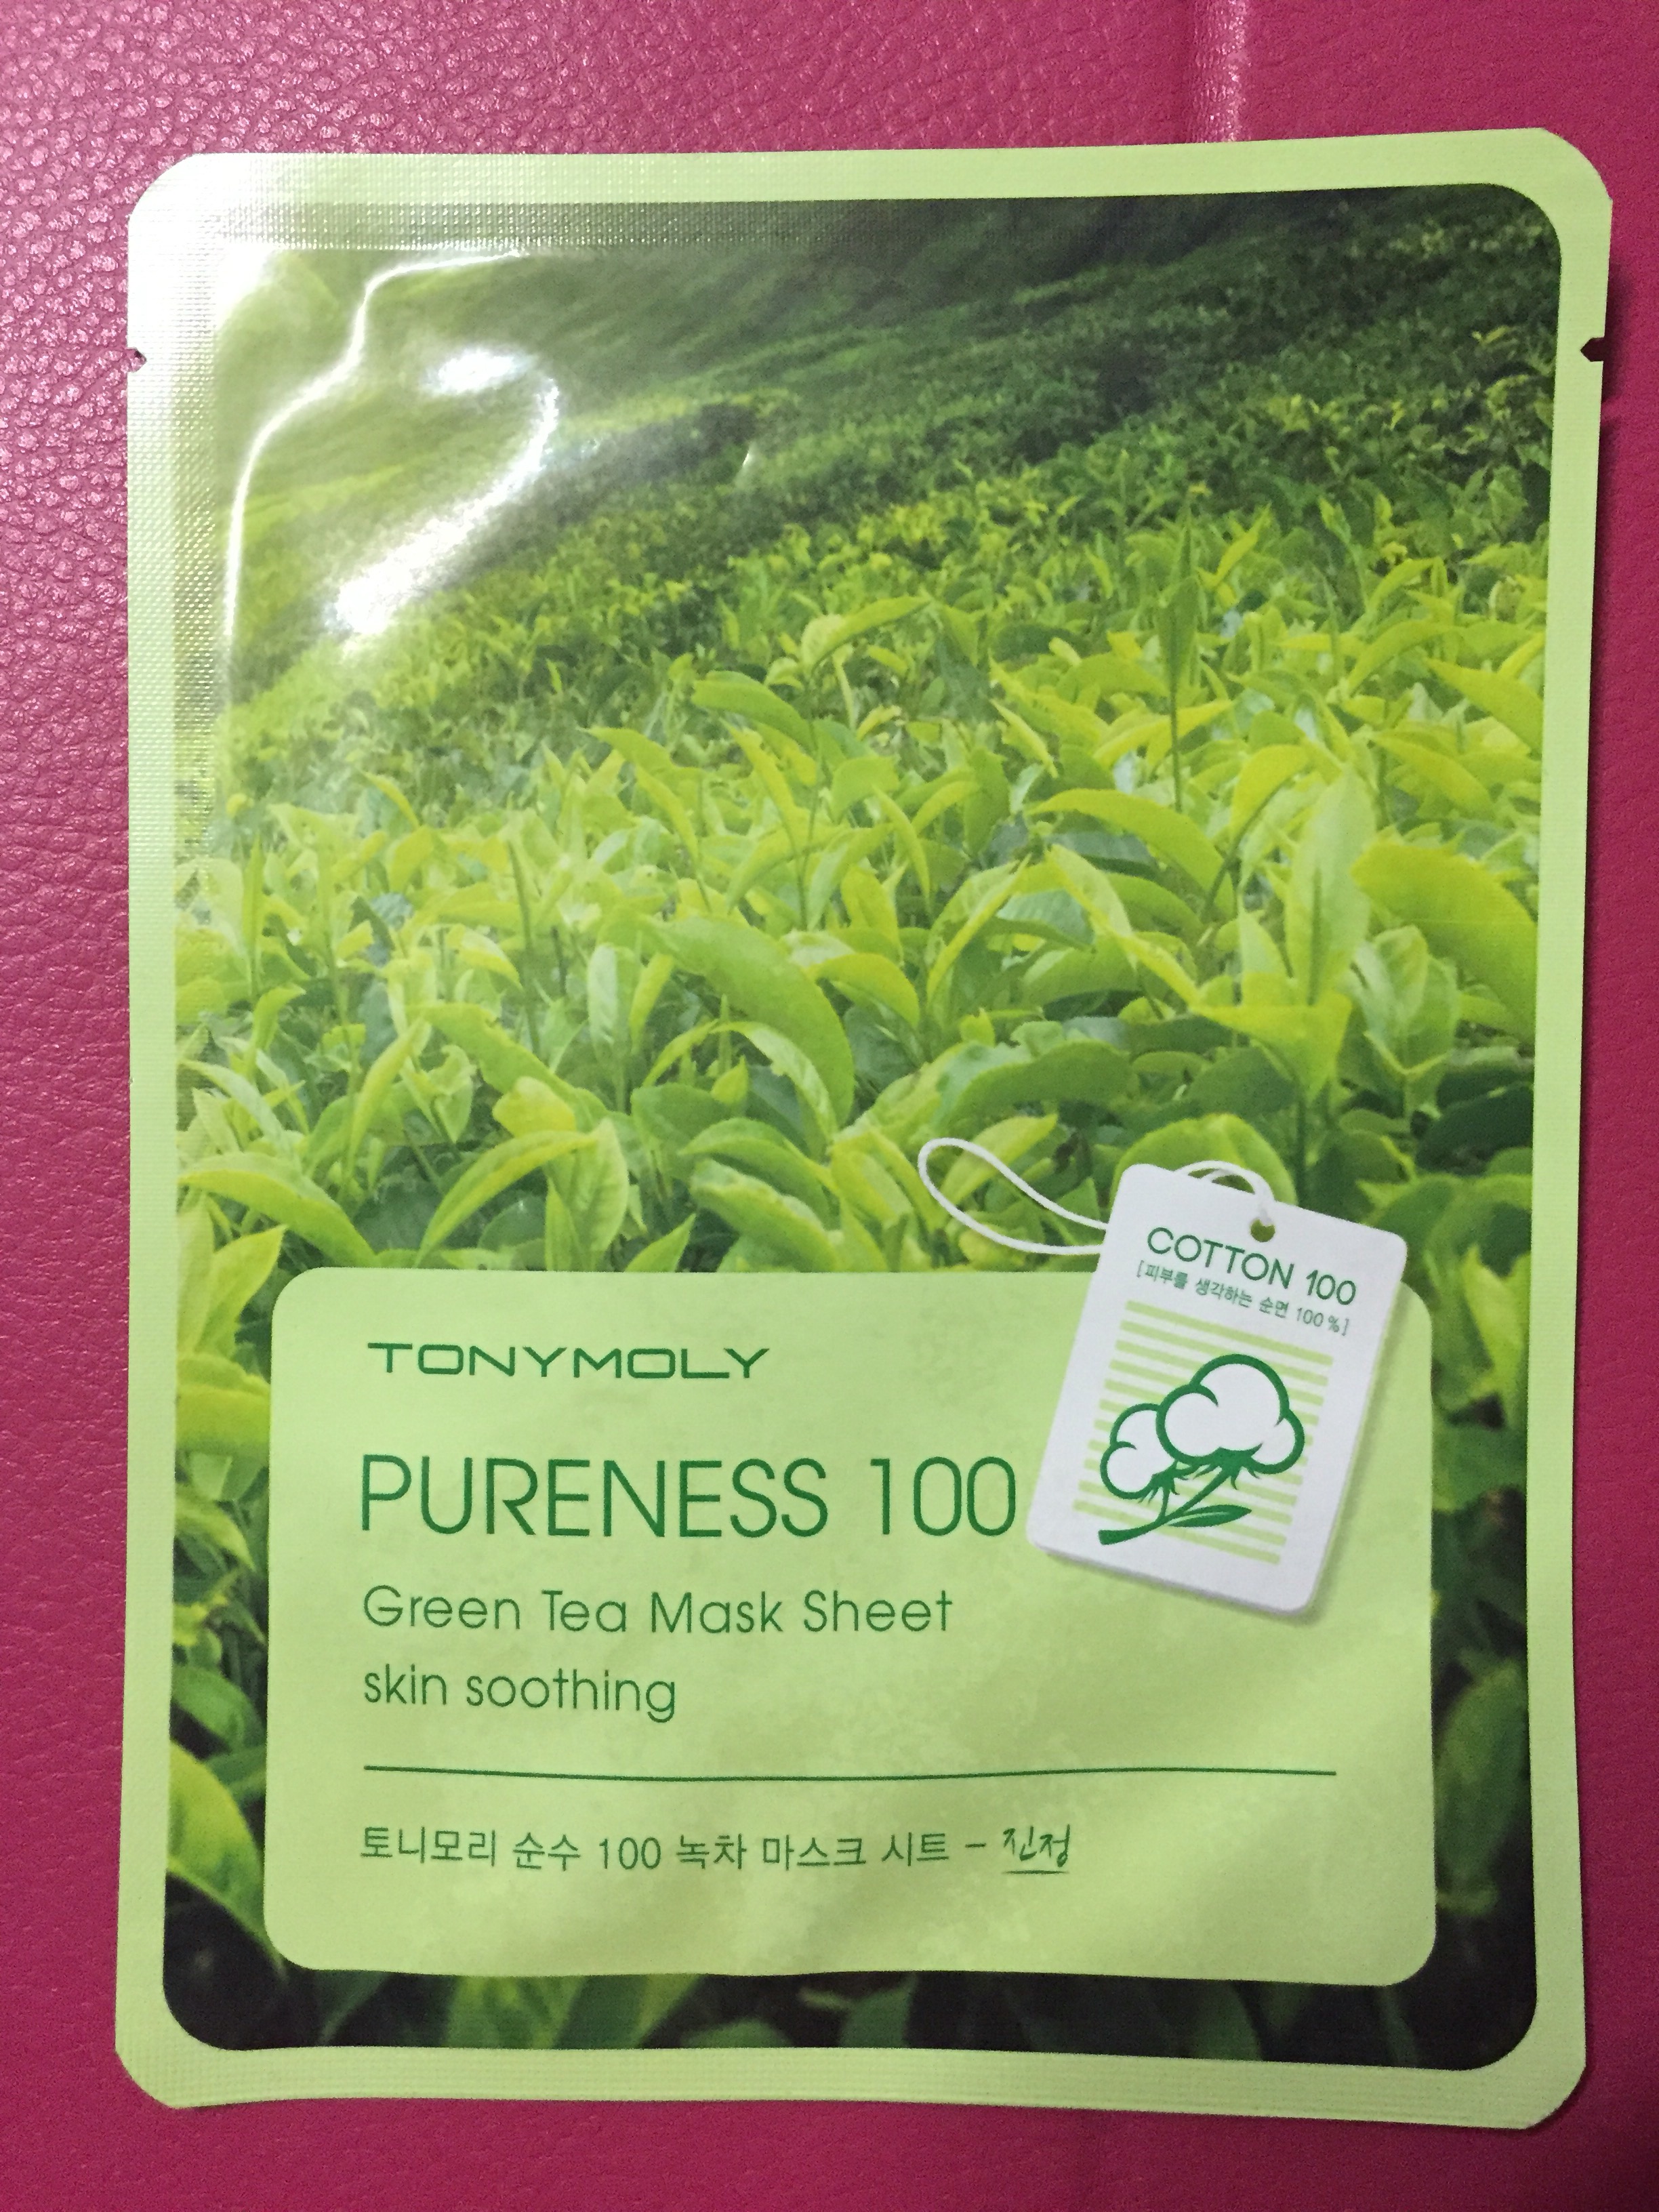 COTTON 100
[피부를 생각하는 순면 100%]
TONYMOLY
PURENESS 100
Green Tea Mask Sheet
skin soothing
토니모리 순수 100 녹차 마스크 시트 - 진정